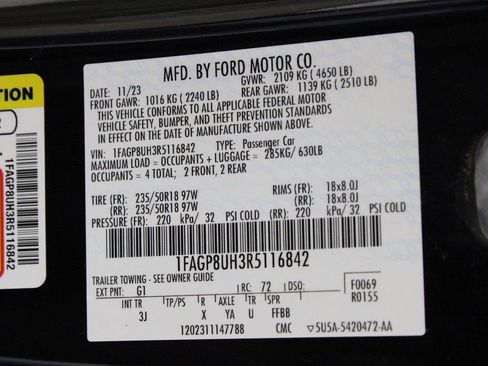 MFD. BY FORD MOTOR CO.
DATE: 11/23
GVWR: 2109 KG ( 4650 LB)
FRONT GAWR: 1016 KG ( 2240 LB)
REAR GAWR: 1139 KG ( 2510 LB)
THIS VEHICLE CONFORMS TO ALL APPLICABLE FEDERAL MOTOR
VEHICLE SAFETY, BUMPER, AND THEFT PREVENTION STANDARDS
IN EFFECT ON THE DATE OF MANUFACTURE SHOWN ABOVE.
VIN: 1FAGP8UH3R5116842
TYPE: Passenger Car
MAXIMUM LOAD = OCCUPANTS + LUGGAGE = 285KG/ 630LB
OCCUPANTS = 4 TOTAL; 2 FRONT, 2 REAR
TIRE (FR): 235/50R18 97W RIMS (FR): 18x8.0J
(RR): 235/50R18 97W (RR): 18x8.0J
PRESSURE (FR): 220 kPa/ 32 PSI COLD (RR): 220 kPa/ 32 PSI COLD
1FAGP8UH3R5116842
TRAILER TOWING - SEE OWNER GUIDE
EXT PNT: G1 RC: 72 DSO: F0069
INT TR TP/PS R AXLE TR SPR R0155
3J X YA U FFBB
1202311147788 CMC ▽5U5A-5420472-AA
TION
2
1FAGP8UH3R5116842